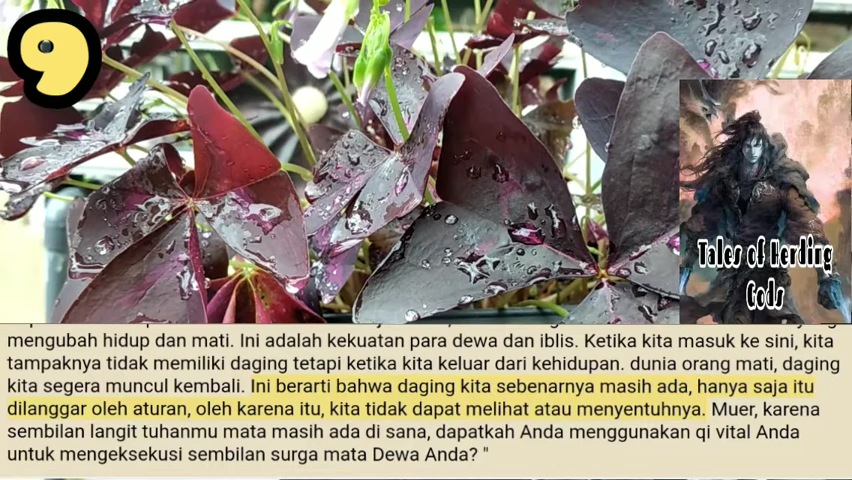 9
Tales of Herding
Gods
mengubah hidup dan mati. Ini adalah kekuatan para dewa dan iblis. Ketika kita masuk ke sini, kita
tampaknya tidak memiliki daging tetapi ketika kita keluar dari kehidupan. dunia orang mati, daging
kita segera muncul kembali. Ini berarti bahwa daging kita sebenarnya masih ada, hanya saja itu
dilanggar oleh aturan, oleh karena itu, kita tidak dapat melihat atau menyentuhnya. Muer, karena
sembilan langit tuhanmu mata masih ada di sana, dapatkah Anda menggunakan qi vital Anda
untuk mengeksekusi sembilan surga mata Dewa Anda? "